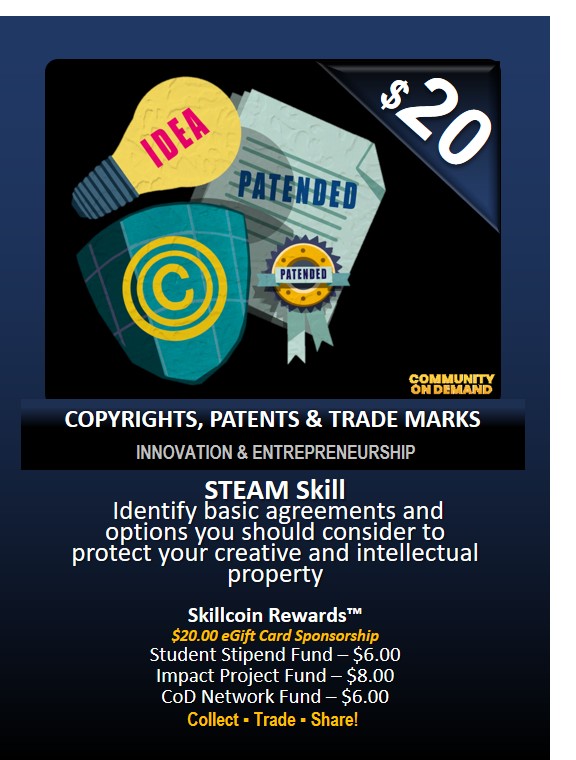 $20
IDEA
PATENDED
C
PATENDED
COMMUNITY
ON DEMAND
COPYRIGHTS, PATENTS & TRADE MARKS
INNOVATION & ENTREPRENEURSHIP
STEAM Skill
Identify basic agreements and
options you should consider to
protect your creative and intellectual
property
Skillcoin Rewards™
$20.00 eGift Card Sponsorship
Student Stipend Fund – $6.00
Impact Project Fund – $8.00
CoD Network Fund – $6.00
Collect ▪ Trade ▪ Share!